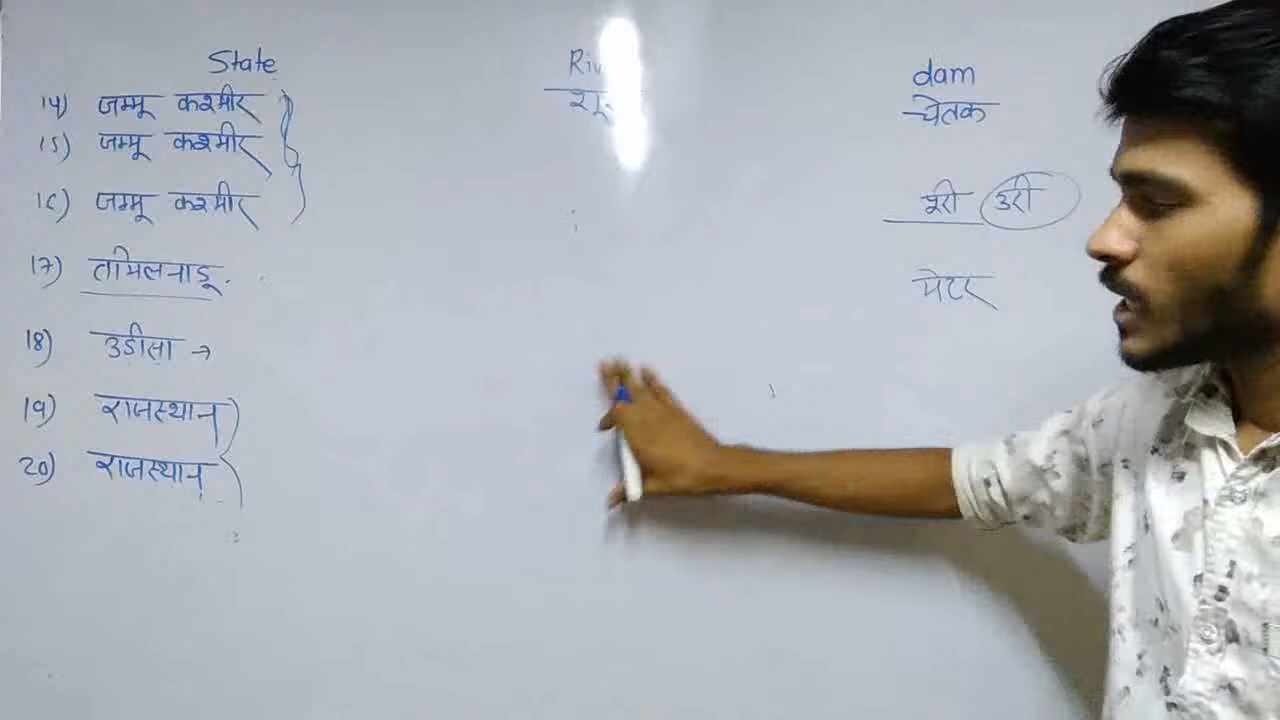 State dam
14) जम्मू कश्मीर चेतक
15) जम्मू कश्मीर
16) जम्मू कश्मीर उरी
17) तमिलनाडू. मेटर
18) उडीसा →
19) राजस्थान
20) राजस्थान